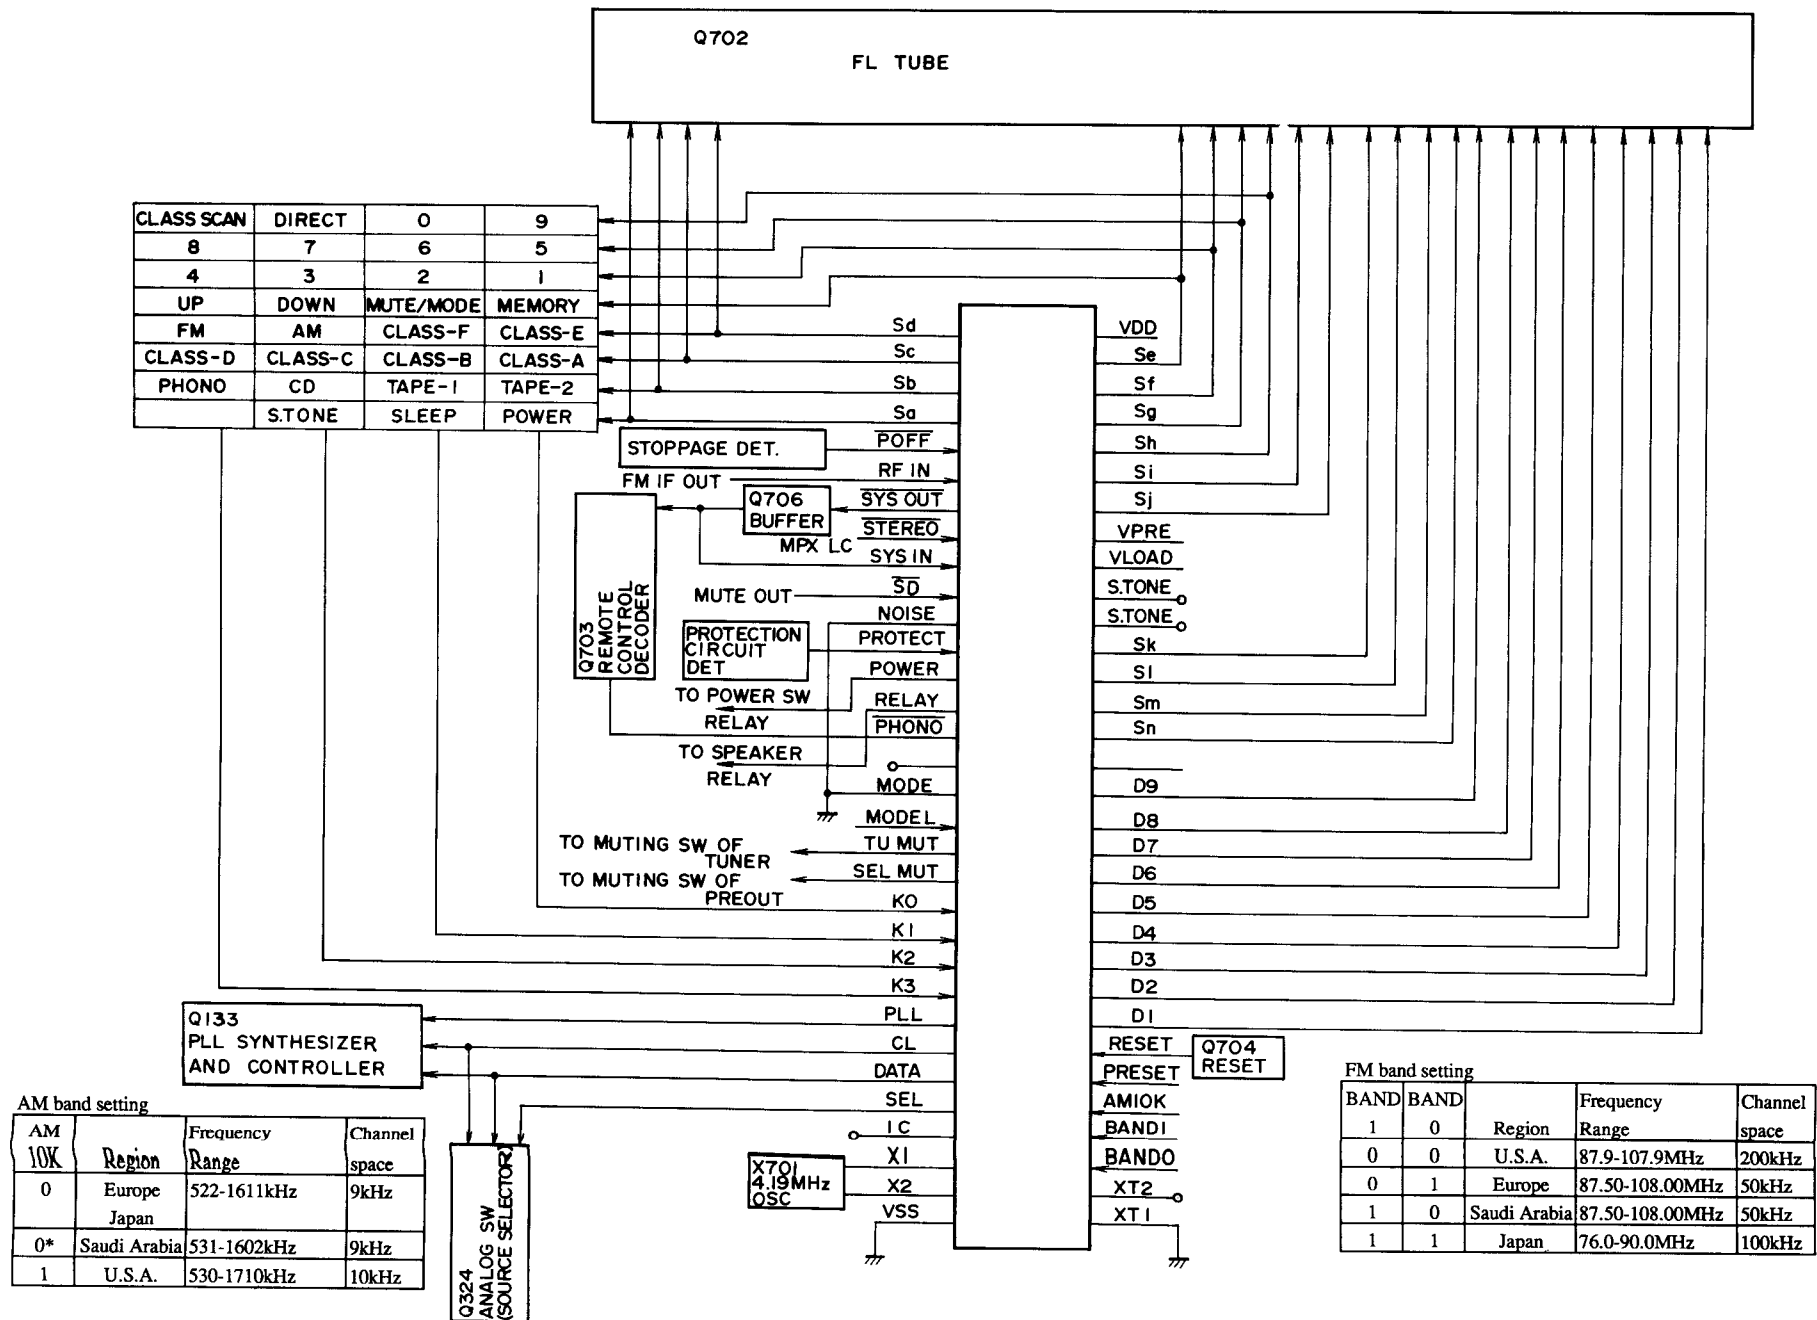 Q702
FL TUBE
CLASS SCAN DIRECT 0 9
8 7 6 5
4 3 2 1
UP DOWN MUTE/MODE MEMORY
FM AM CLASS-F CLASS-E
CLASS-D CLASS-C CLASS-B CLASS-A
PHONO CD TAPE-1 TAPE-2
S.TONE SLEEP POWER
Sd
Sc
Sb
Sa
STOPPAGE DET.
POFF
FM IF OUT
RF IN
Q706
BUFFER
SYS OUT
STEREO
MPX LC
SYS IN
MUTE OUT
SD
NOISE
Q703
REMOTE
CONTROL
DECODER
PROTECTION
CIRCUIT
DET
PROTECT
POWER
TO POWER SW
RELAY
RELAY
PHONO
TO SPEAKER
RELAY
MODE
MODEL
TO MUTING SW OF
TUNER
TU MUT
TO MUTING SW OF
PREOUT
SEL MUT
K0
K1
K2
K3
Q133
PLL SYNTHESIZER
AND CONTROLLER
PLL
CL
DATA
SEL
IC
X701
4.19MHz
OSC
X1
X2
VSS
Q324
ANALOG SW
(SOURCE SELECTOR)
VDD
Se
Sf
Sg
Sh
Si
Sj
VPRE
VLOAD
S.TONE
S.TONE
Sk
Sl
Sm
Sn
D9
D8
D7
D6
D5
D4
D3
D2
D1
RESET
Q704
RESET
PRESET
AM10K
BAND1
BAND0
XT2
XT1
AM band setting
AM Frequency Channel
10K Region Range space
0 Europe 522-1611kHz 9kHz
Japan
0* Saudi Arabia 531-1602kHz 9kHz
1 U.S.A. 530-1710kHz 10kHz
FM band setting
BAND BAND Frequency Channel
1 0 Region Range space
0 0 U.S.A. 87.9-107.9MHz 200kHz
0 1 Europe 87.50-108.00MHz 50kHz
1 0 Saudi Arabia 87.50-108.00MHz 50kHz
1 1 Japan 76.0-90.0MHz 100kHz